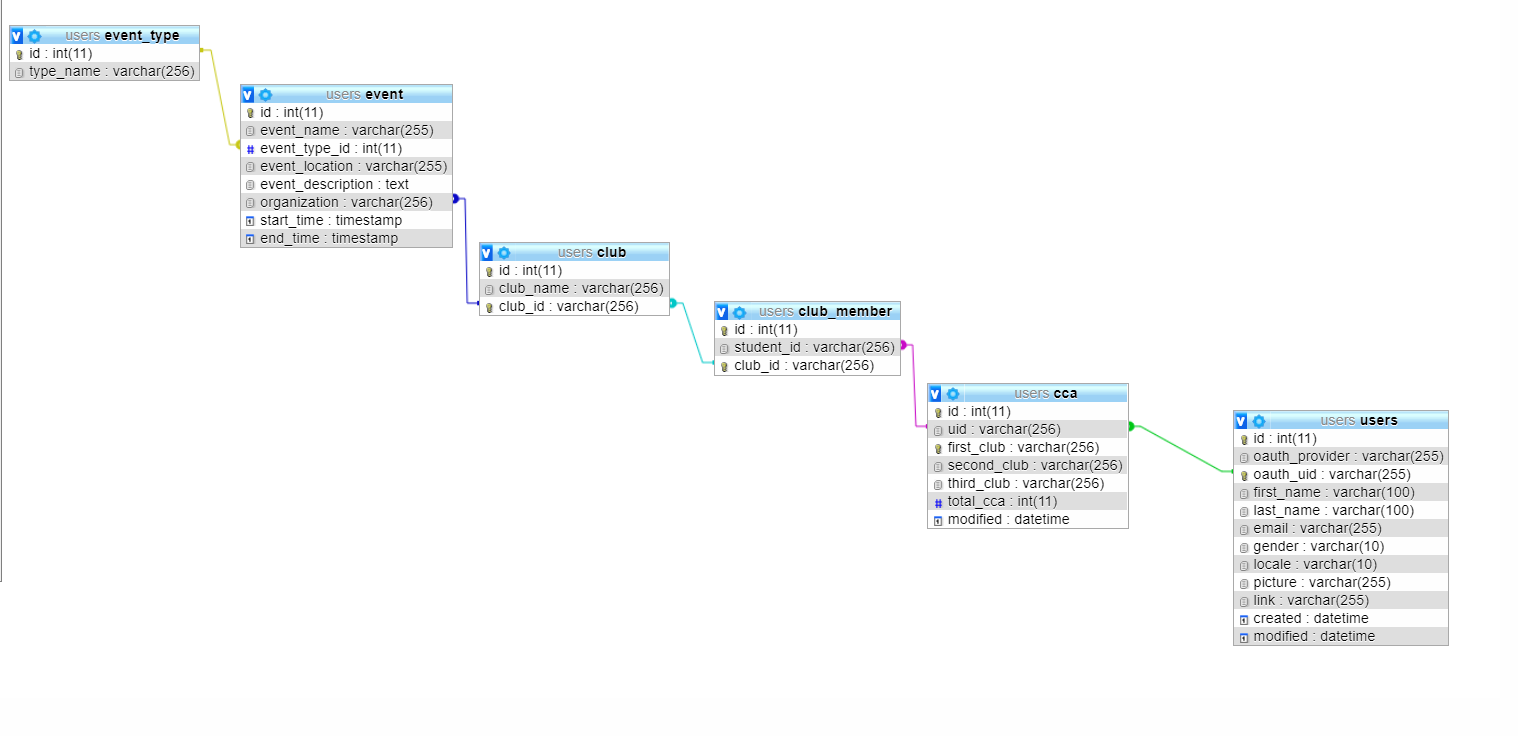 users event_type
id : int(11)
type_name : varchar(256)
users event
id : int(11)
event_name : varchar(255)
event_type_id : int(11)
event_location : varchar(255)
event_description : text
organization : varchar(256)
start_time : timestamp
end_time : timestamp
users club
id : int(11)
club_name : varchar(256)
club_id : varchar(256)
users club_member
id : int(11)
student_id : varchar(256)
club_id : varchar(256)
users cca
id : int(11)
uid : varchar(256)
first_club : varchar(256)
second_club : varchar(256)
third_club : varchar(256)
total_cca : int(11)
modified : datetime
users users
id : int(11)
oauth_provider : varchar(255)
oauth_uid : varchar(255)
first_name : varchar(100)
last_name : varchar(100)
email : varchar(255)
gender : varchar(10)
locale : varchar(10)
picture : varchar(255)
link : varchar(255)
created : datetime
modified : datetime